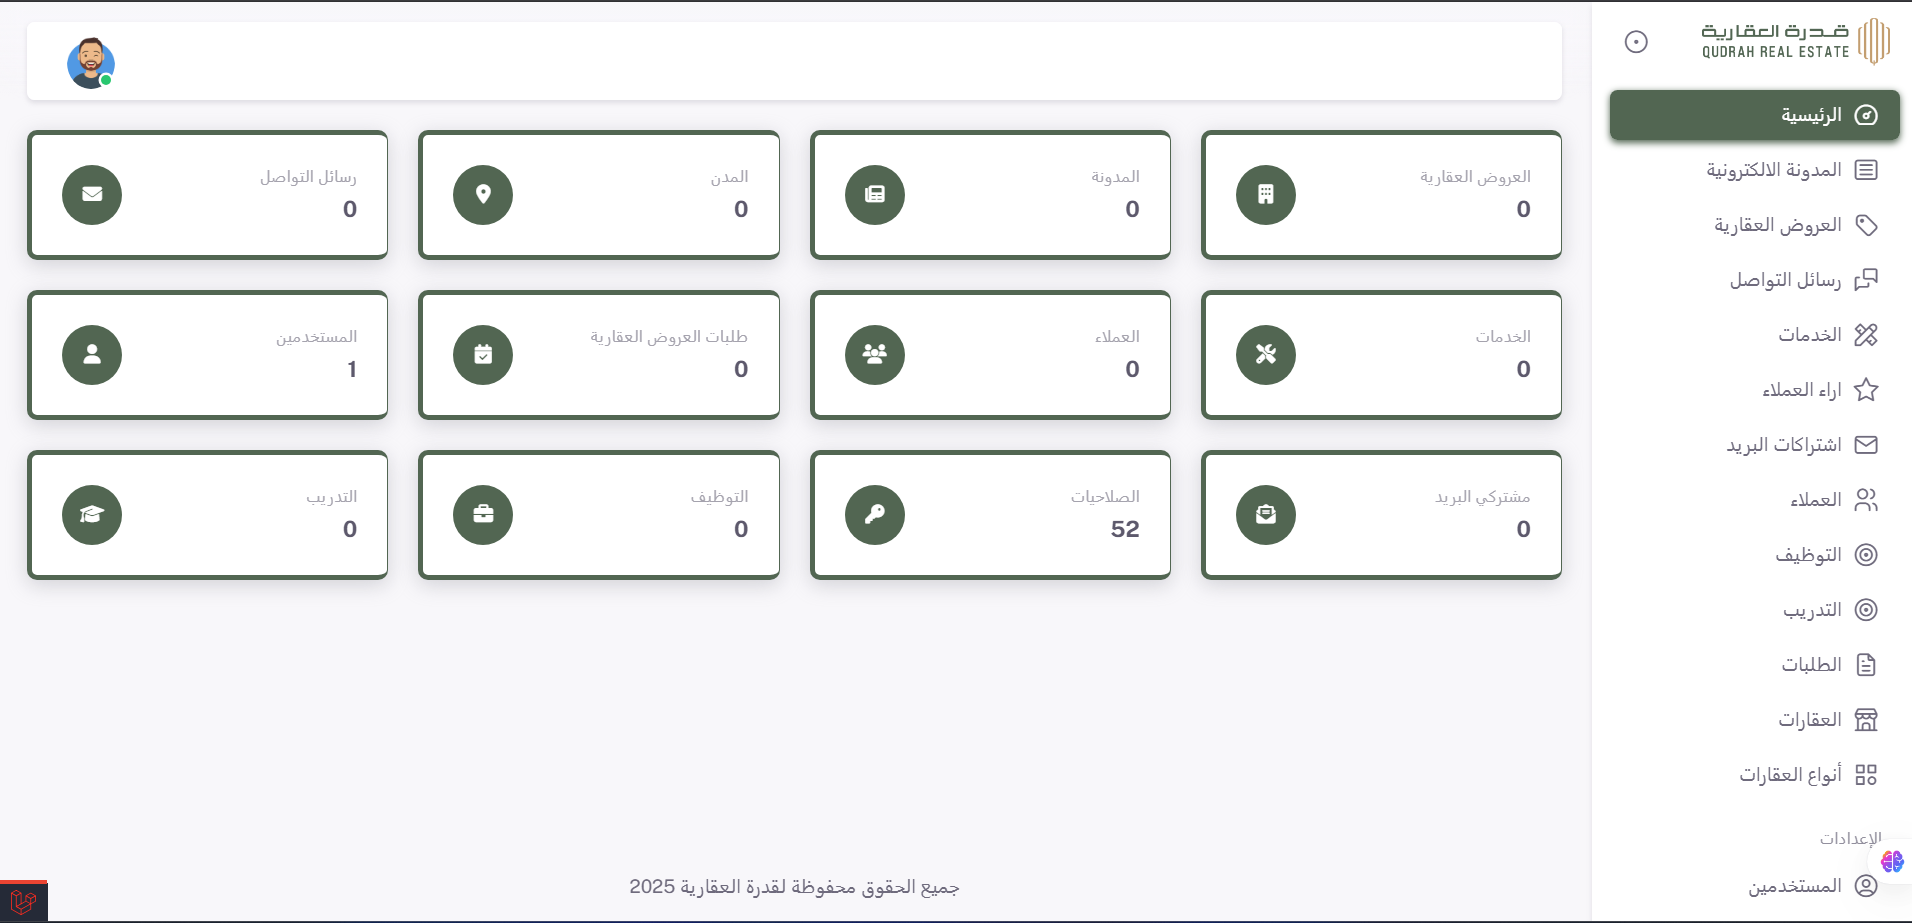 قـدرة العقارية
QUDRAH REAL ESTATE
الرئيسية
المدونة الالكترونية
العروض العقارية
رسائل التواصل
الخدمات
اراء العملاء
اشتراكات البريد
العملاء
التوظيف
التدريب
الطلبات
العقارات
أنواع العقارات
الإعدادات
المستخدمين
العروض العقارية
0
المدونة
0
المدن
0
رسائل التواصل
0
الخدمات
0
العملاء
0
طلبات العروض العقارية
0
المستخدمين
1
مشتركي البريد
0
الصلاحيات
52
التوظيف
0
التدريب
0
جميع الحقوق محفوظة لقدرة العقارية 2025